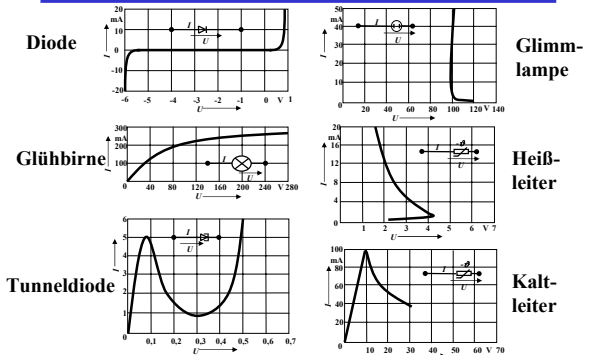 Diode
20
mA
10
0
-10
-20
I
I
U
-6 -5 -4 -3 -2 -1 0 V 1
U
Glimm-
lampe
50
mA
40
30
20
10
0
I
I
U
20 40 60 80 100 V 120 140
U
Glühbirne
300
mA
200
100
0
I
I
U
40 80 120 160 200 240 V 280
U
Heiß-
leiter
20
mA
16
12
8
4
0
I
I
-ϑ
U
1 2 3 4 5 6 V 7
U
Tunneldiode
6
5
4
3
2
1
0
I
I
U
0,1 0,2 0,3 0,4 0,5 0,6 0,7
U
Kalt-
leiter
100
mA
80
60
40
20
0
I
I
-ϑ
U
10 20 30 40 50 60 V 70
U